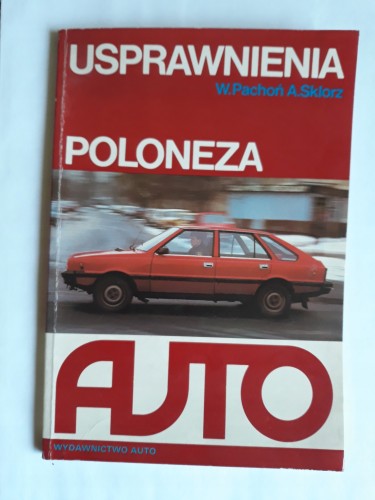 USPRAWNIENIA
W.Pachoń A.Sklorz
POLONEZA
AUTO
WYDAWNICTWO AUTO